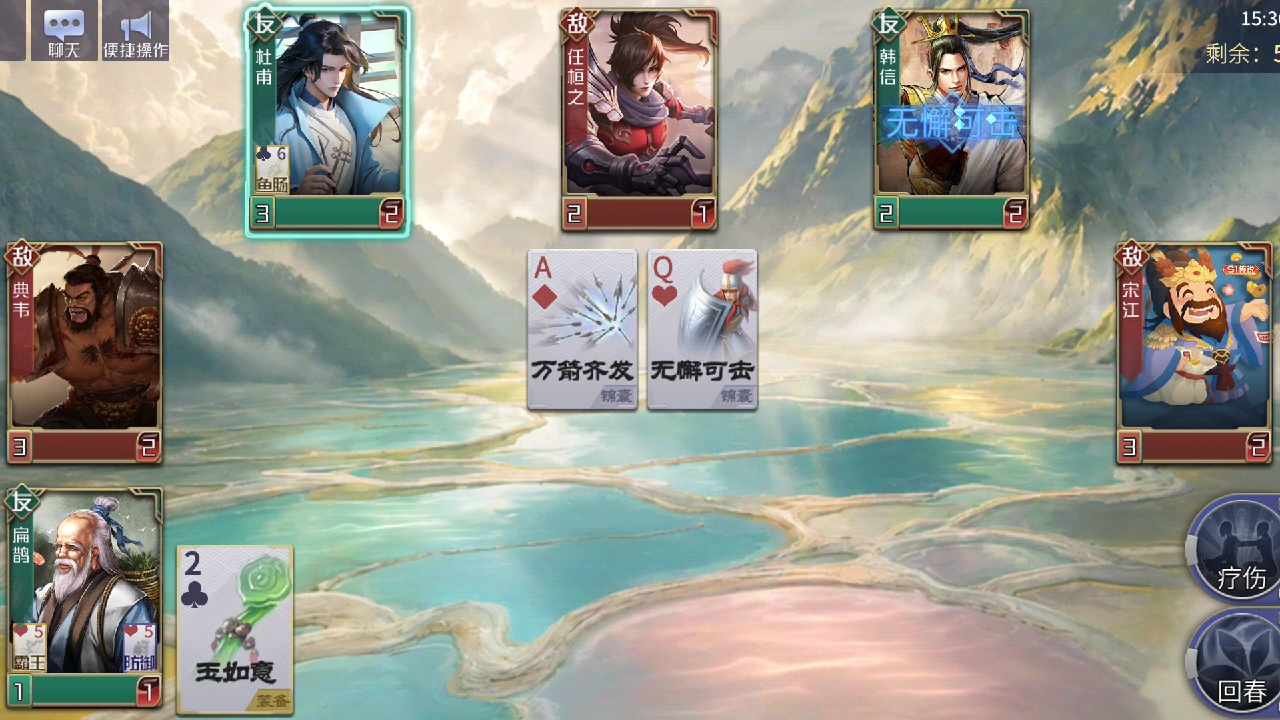 聊天
便捷操作
友
杜甫
6
鱼肠
3
2
敌
任桓之
2
1
友
韩信
无懈可击
2
2
15:3
剩余：5
敌
典韦
3
2
A
万箭齐发
锦囊
Q
无懈可击
锦囊
敌
宋江
3
2
友
扁鹊
5
霸王
5
防御
1
1
2
玉如意
装备
疗伤
回春